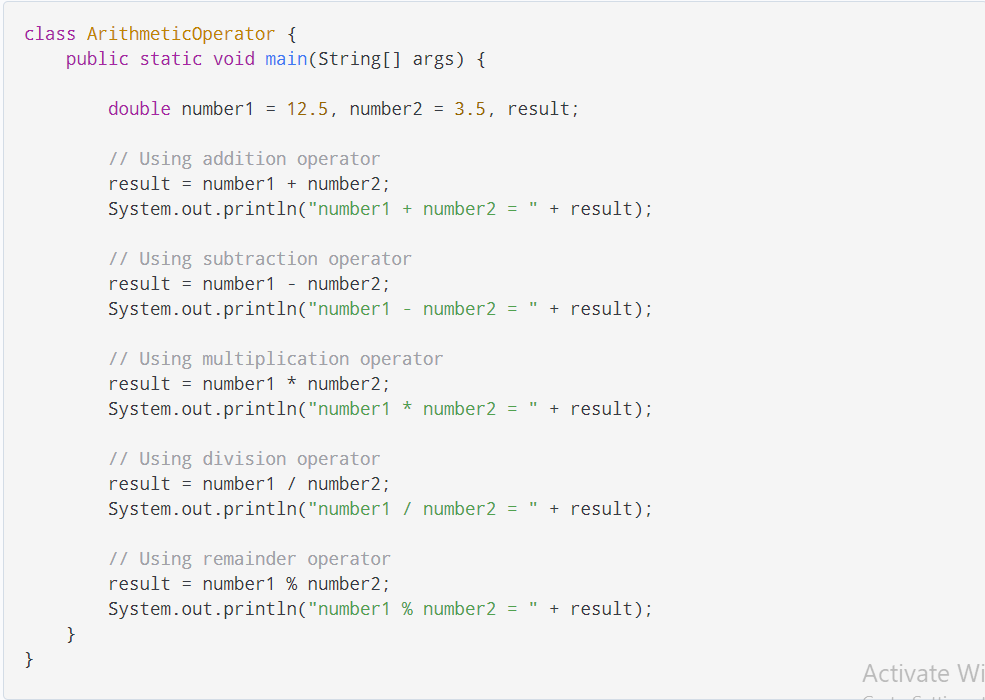 class ArithmeticOperator {
    public static void main(String[] args) {

        double number1 = 12.5, number2 = 3.5, result;

        // Using addition operator
        result = number1 + number2;
        System.out.println("number1 + number2 = " + result);

        // Using subtraction operator
        result = number1 - number2;
        System.out.println("number1 - number2 = " + result);

        // Using multiplication operator
        result = number1 * number2;
        System.out.println("number1 * number2 = " + result);

        // Using division operator
        result = number1 / number2;
        System.out.println("number1 / number2 = " + result);

        // Using remainder operator
        result = number1 % number2;
        System.out.println("number1 % number2 = " + result);
    }
}
Activate Wi